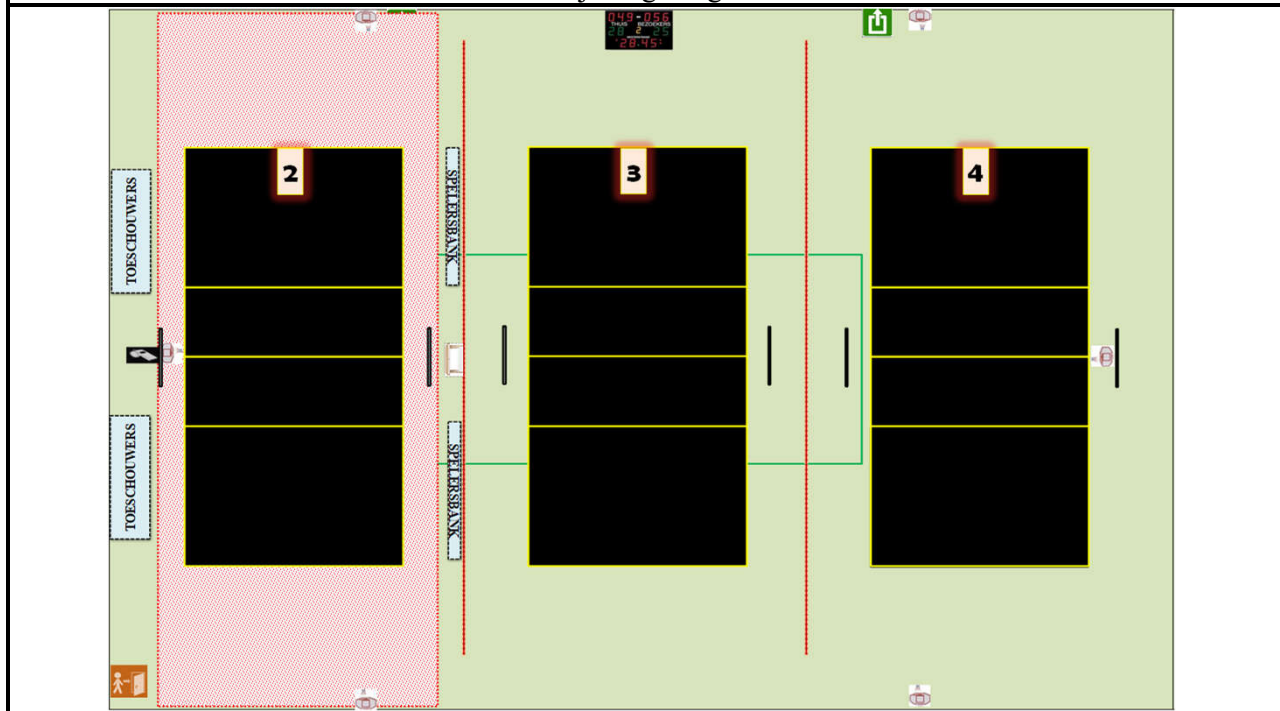 049-056
THUIS BEZOEKERS
28 2 25
28.45
2
3
4
TOESCHOUWERS
SPELERSBANK
TOESCHOUWERS
SPELERSBANK